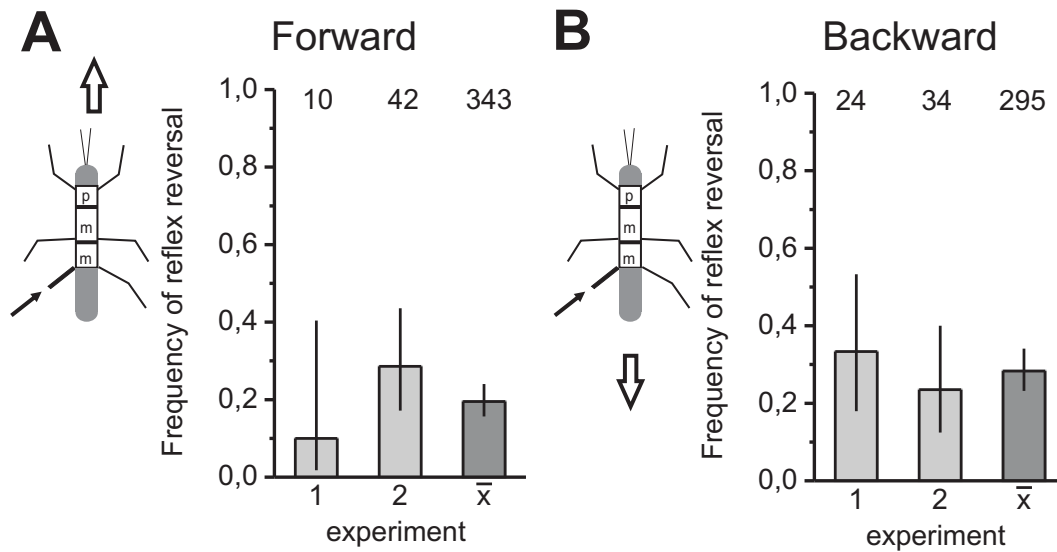 A
Forward
Frequency of reflex reversal
1,0
0,8
0,6
0,4
0,2
0,0
10 42 343
p
m
m
1 2 x̄
experiment
B
Backward
Frequency of reflex reversal
1,0
0,8
0,6
0,4
0,2
0,0
24 34 295
p
m
m
1 2 x̄
experiment